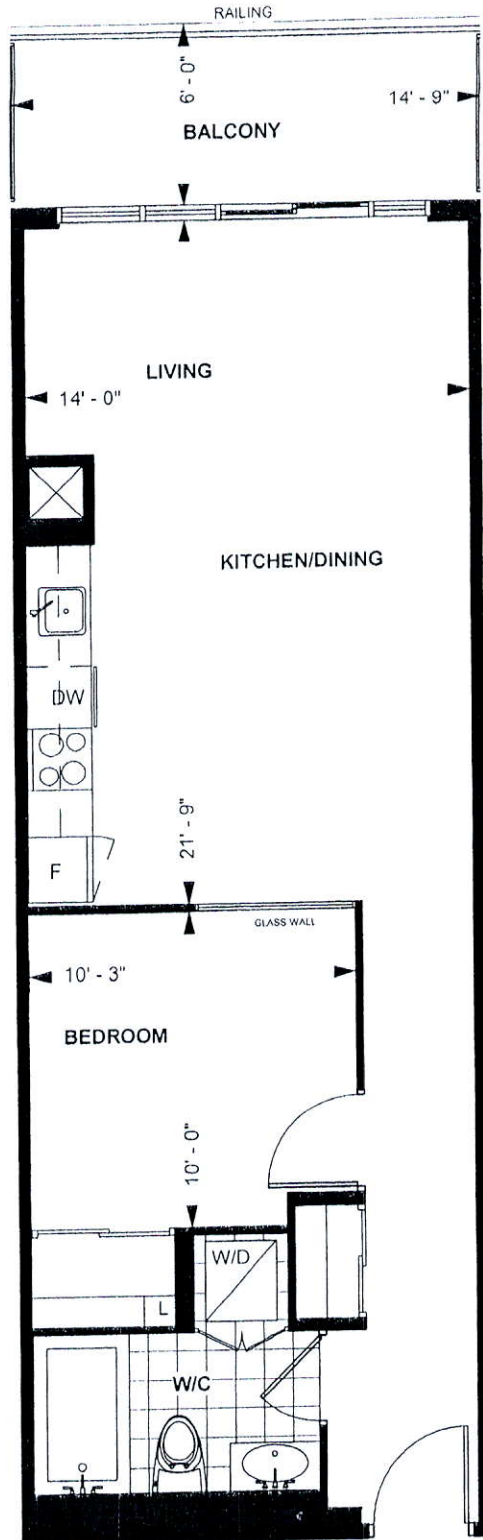 RAILING
6' - 0"
14' - 9"
BALCONY
LIVING
14' - 0"
KITCHEN/DINING
DW
21' - 9"
F
GLASS WALL
10' - 3"
BEDROOM
10' - 0"
W/D
L
W/C